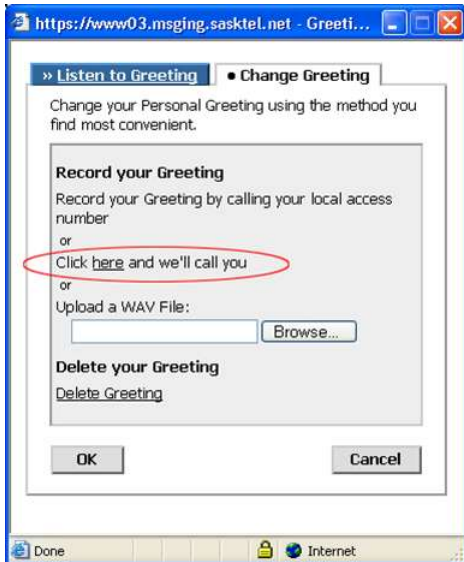 https://www03.msging.sasktel.net - Greeti...
» Listen to Greeting
• Change Greeting
Change your Personal Greeting using the method you
find most convenient.
Record your Greeting
Record your Greeting by calling your local access
number
or
Click here and we'll call you
or
Upload a WAV File:
Browse...
Delete your Greeting
Delete Greeting
OK
Cancel
Done
Internet